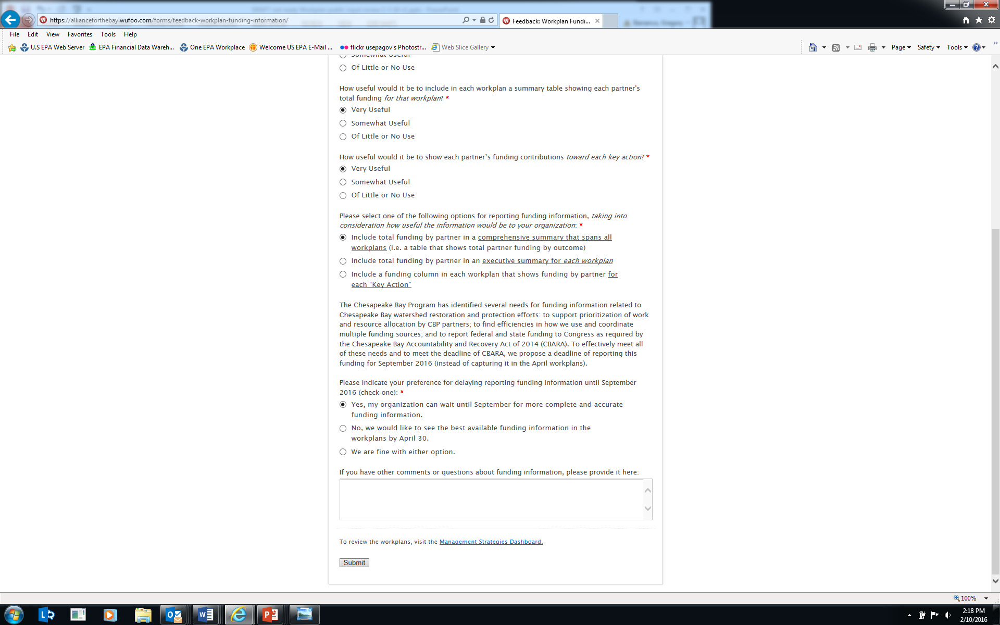 https://allianceforthebay.wufoo.com/forms/feedback-workplan-funding-information/
Feedback: Workplan Fundi...
File Edit View Favorites Tools Help
U.S EPA Web Server EPA Financial Data Wareh... One EPA Workplace Welcome US EPA E-Mail ... flickr usepagov's Photostr... Web Slice Gallery Page Safety Tools
Somewhat Useful
Of Little or No Use
How useful would it be to include in each workplan a summary table showing each partner's
total funding for that workplan? *
Very Useful
Somewhat Useful
Of Little or No Use
How useful would it be to show each partner's funding contributions toward each key action? *
Very Useful
Somewhat Useful
Of Little or No Use
Please select one of the following options for reporting funding information, taking into
consideration how useful the information would be to your organization: *
Include total funding by partner in a comprehensive summary that spans all
workplans (i.e. a table that shows total partner funding by outcome)
Include total funding by partner in an executive summary for each workplan
Include a funding column in each workplan that shows funding by partner for
each “Key Action”
The Chesapeake Bay Program has identified several needs for funding information related to
Chesapeake Bay watershed restoration and protection efforts: to support prioritization of work
and resource allocation by CBP partners; to find efficiencies in how we use and coordinate
multiple funding sources; and to report federal and state funding to Congress as required by
the Chesapeake Bay Accountability and Recovery Act of 2014 (CBARA). To effectively meet all
of these needs and to meet the deadline of CBARA, we propose a deadline of reporting this
funding for September 2016 (instead of capturing it in the April workplans).
Please indicate your preference for delaying reporting funding information until September
2016 (check one): *
Yes, my organization can wait until September for more complete and accurate
funding information.
No, we would like to see the best available funding information in the
workplans by April 30.
We are fine with either option.
If you have other comments or questions about funding information, please provide it here:
To review the workplans, visit the Management Strategies Dashboard.
Submit
100%
2:18 PM
2/10/2016